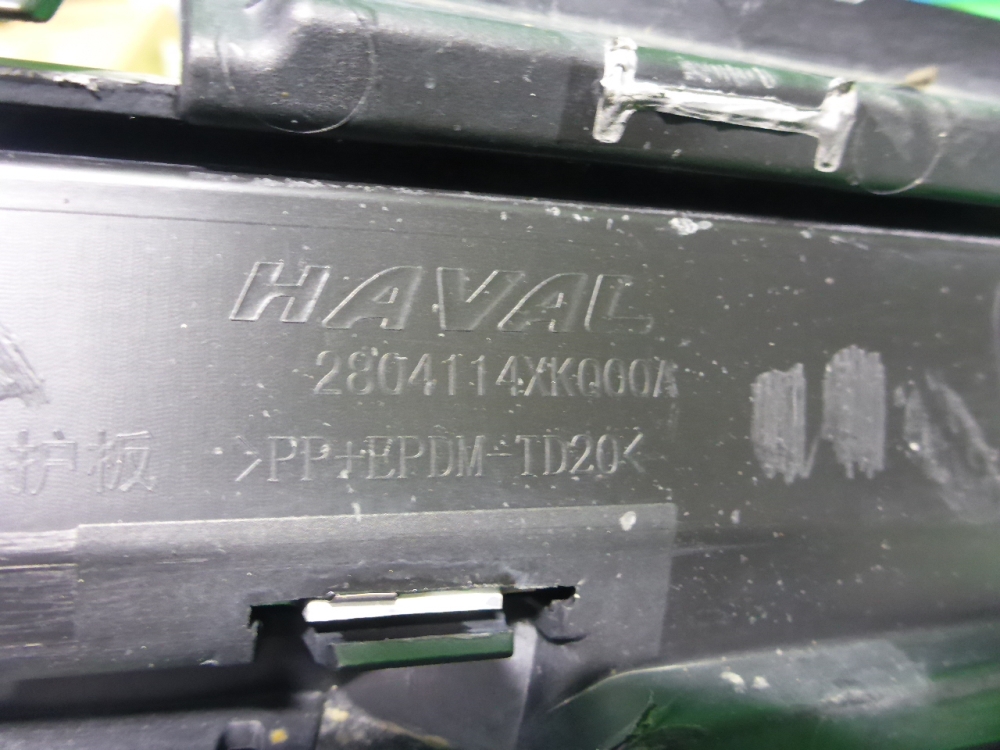 HAVAL
2804114XKQ00A
护板 >PP+EPDM-TD20<